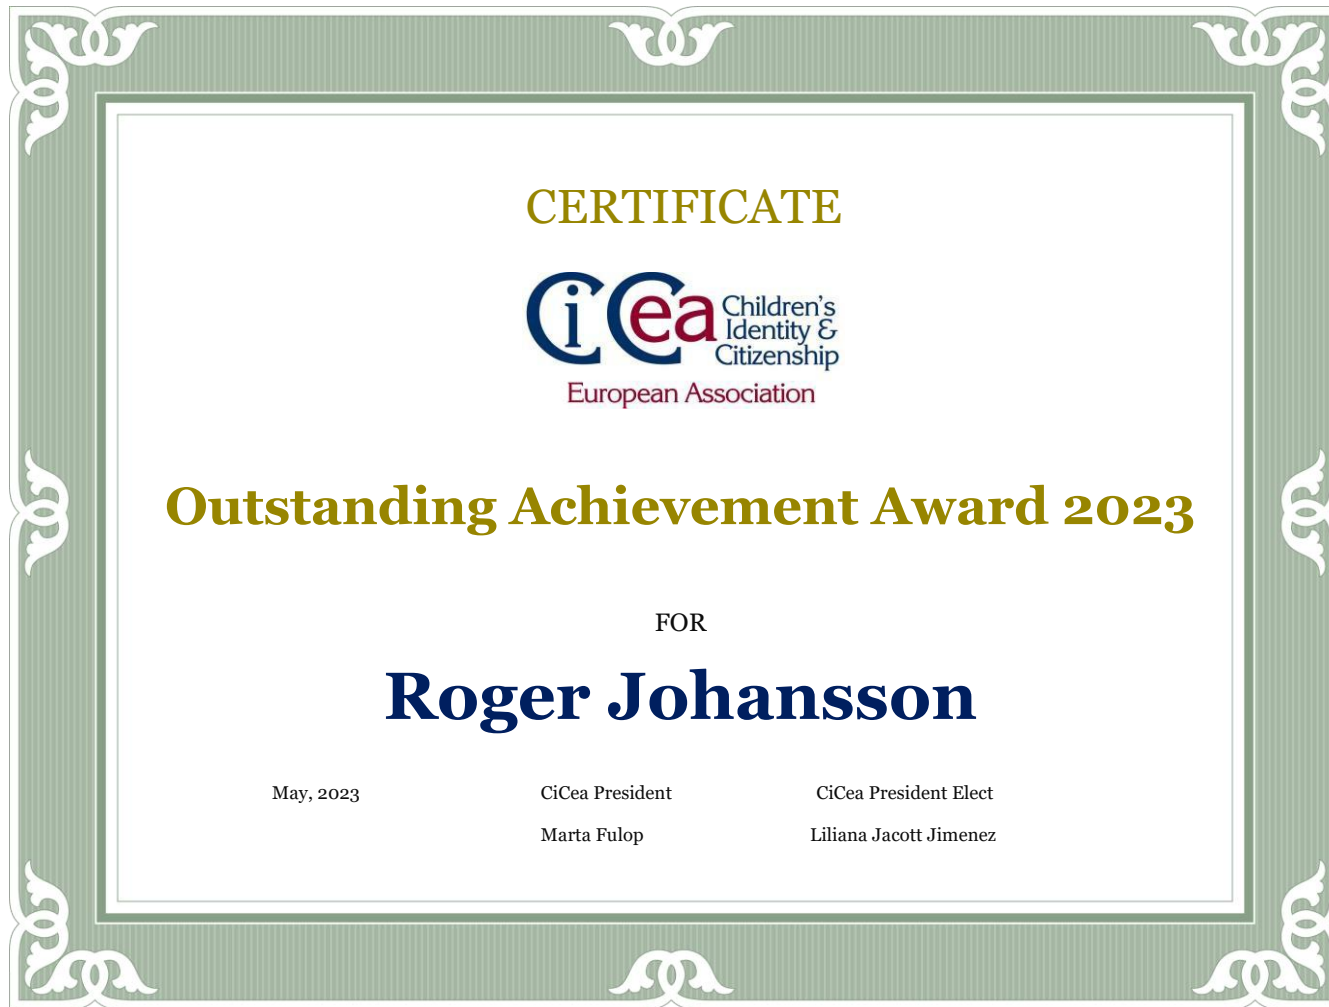 CERTIFICATE
CiCea Children's
Identity &
Citizenship
European Association
Outstanding Achievement Award 2023
FOR
Roger Johansson
May, 2023 CiCea President CiCea President Elect
Marta Fulop Liliana Jacott Jimenez